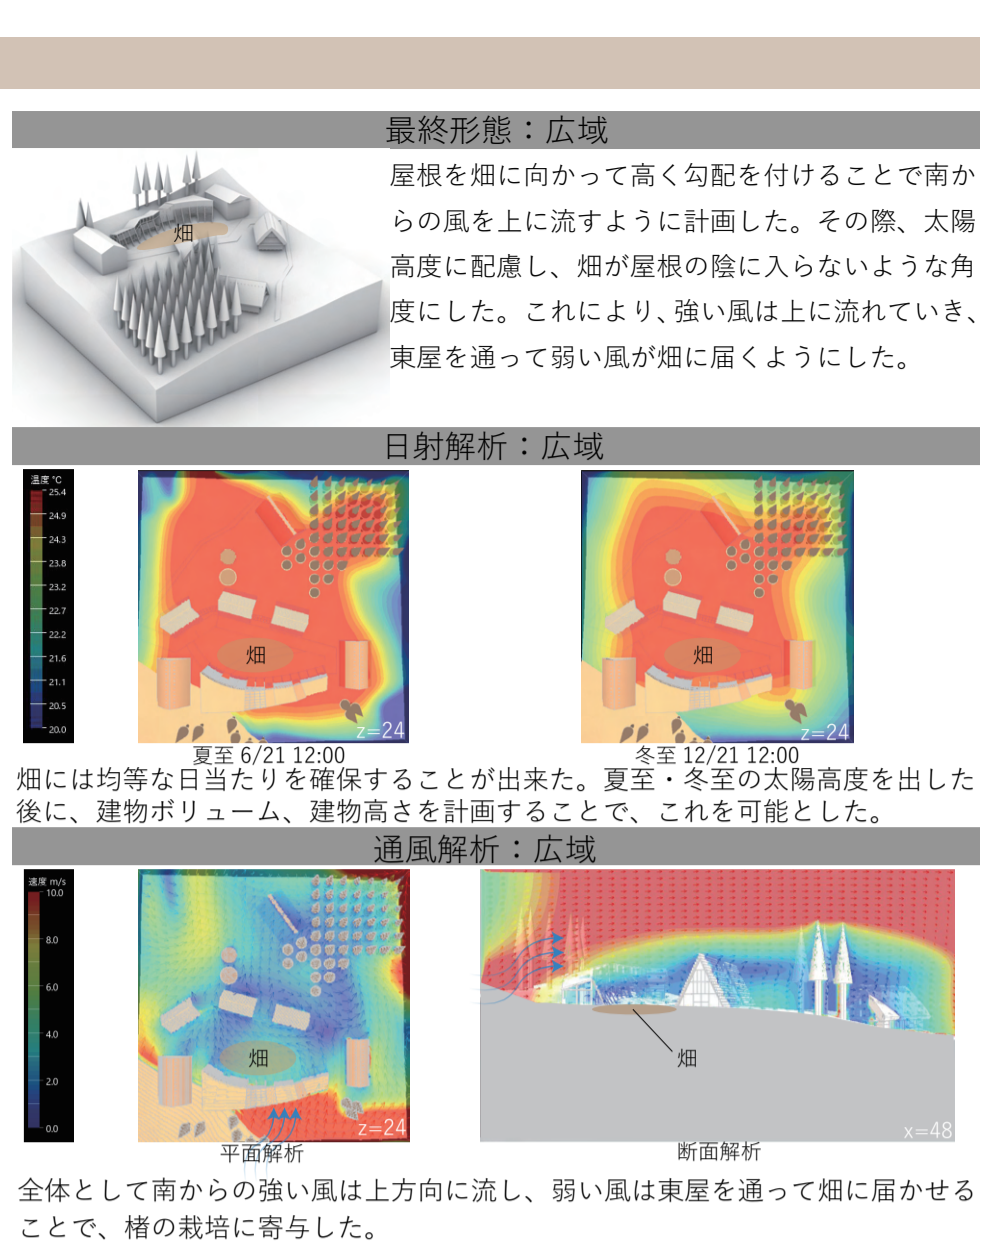 最終形態：広域
畑
屋根を畑に向かって高く勾配を付けることで南か
らの風を上に流すように計画した。その際、太陽
高度に配慮し、畑が屋根の陰に入らないような角
度にした。これにより、強い風は上に流れていき、
東屋を通って弱い風が畑に届くようにした。
日射解析：広域
温度 °C
25.4
24.9
24.3
23.8
23.2
22.7
22.2
21.6
21.1
20.5
20.0
畑
z=24
夏至 6/21 12:00
畑
z=24
冬至 12/21 12:00
畑には均等な日当たりを確保することが出来た。夏至・冬至の太陽高度を出した
後に、建物ボリューム、建物高さを計画することで、これを可能とした。
通風解析：広域
速度 m/s
10.0
8.0
6.0
4.0
2.0
0.0
畑
z=24
平面解析
畑
x=48
断面解析
全体として南からの強い風は上方向に流し、弱い風は東屋を通って畑に届かせる
ことで、楮の栽培に寄与した。